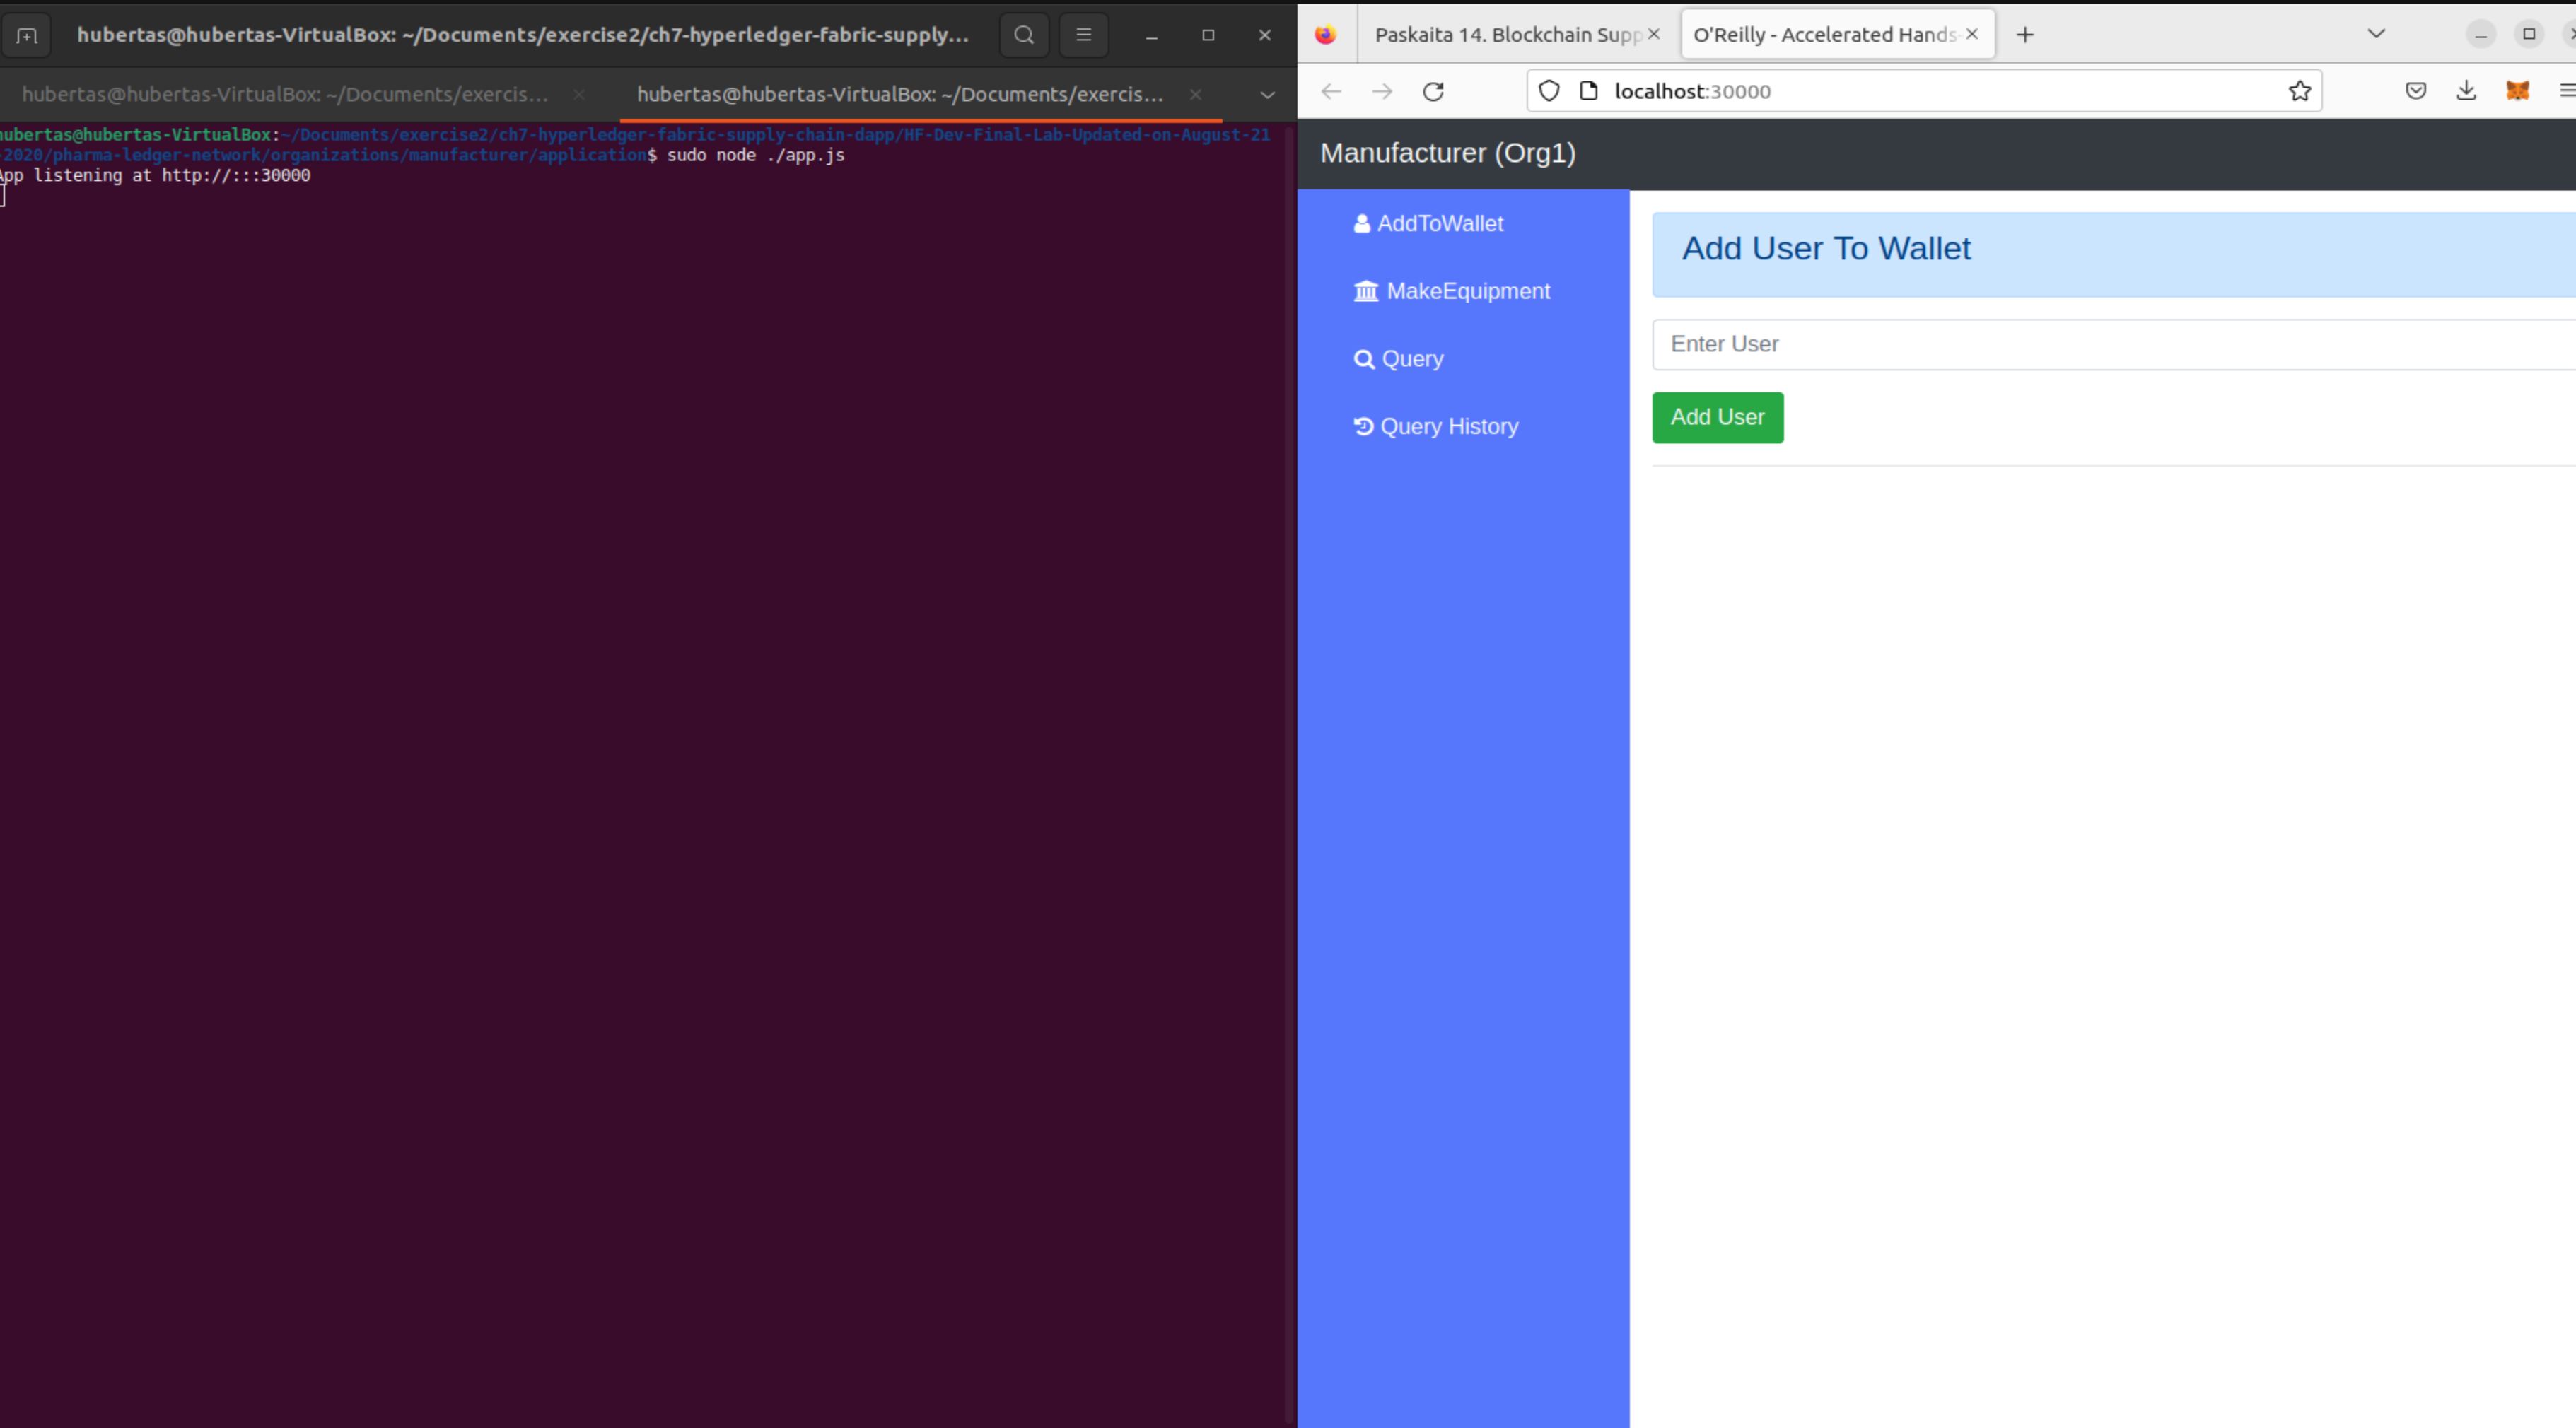 hubertas@hubertas-VirtualBox: ~/Documents/exercise2/ch7-hyperledger-fabric-supply...
hubertas@hubertas-VirtualBox: ~/Documents/exercis...
hubertas@hubertas-VirtualBox: ~/Documents/exercis...
hubertas@hubertas-VirtualBox:~/Documents/exercise2/ch7-hyperledger-fabric-supply-chain-dapp/HF-Dev-Final-Lab-Updated-on-August-21
-2020/pharma-ledger-network/organizations/manufacturer/application$ sudo node ./app.js
App listening at http://:::30000
Paskaita 14. Blockchain Supp
O'Reilly - Accelerated Hands-
localhost:30000
Manufacturer (Org1)
AddToWallet
MakeEquipment
Query
Query History
Add User To Wallet
Enter User
Add User